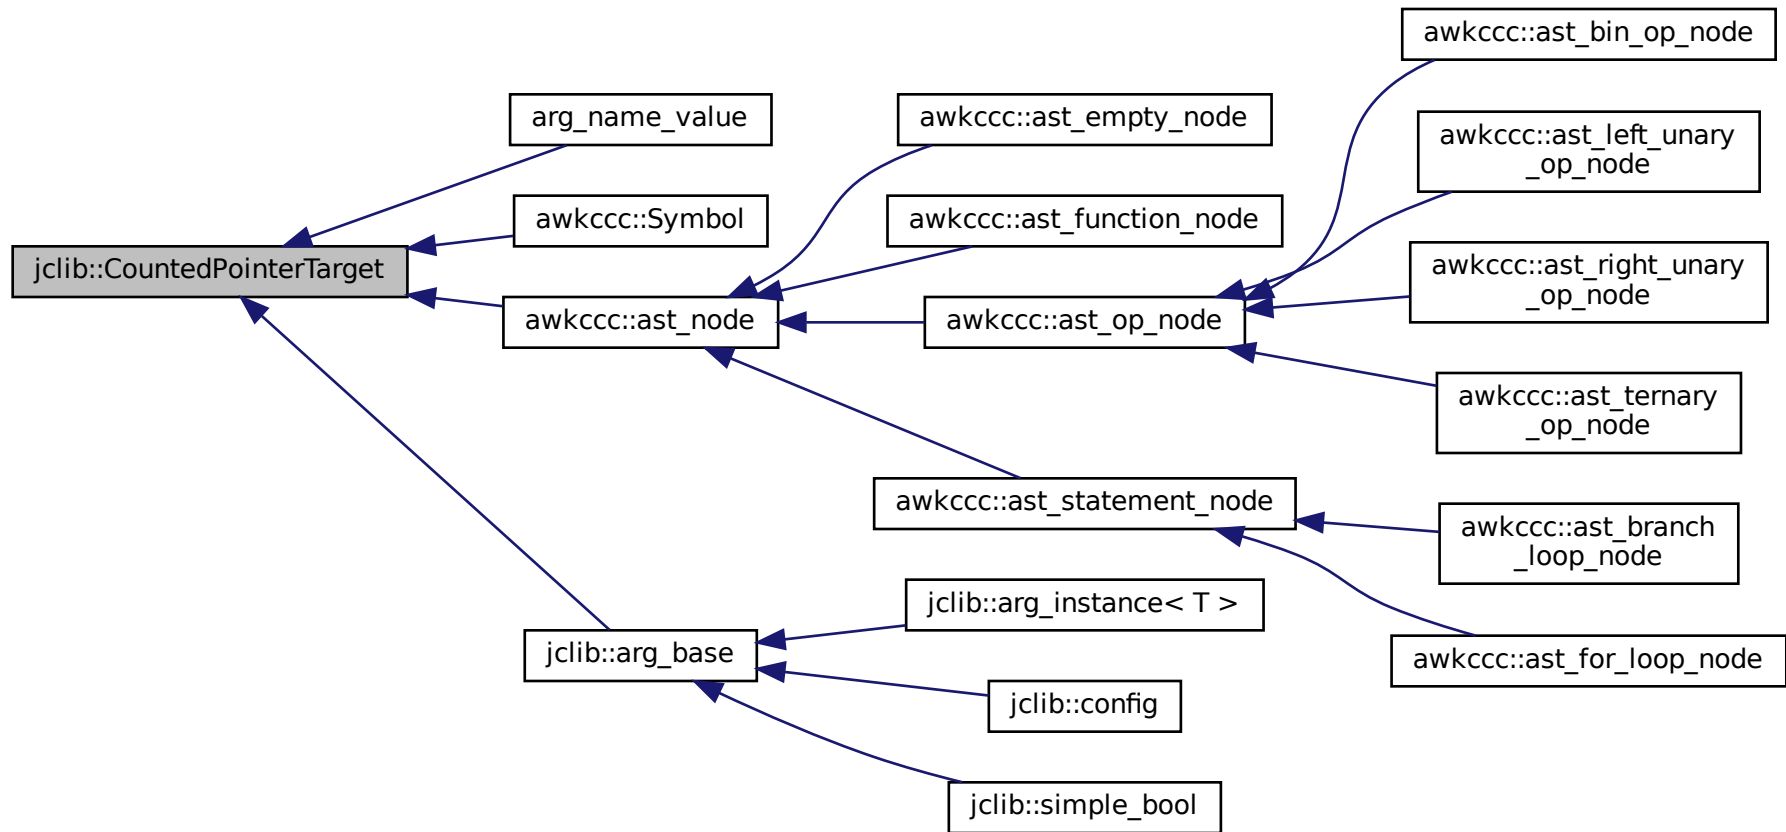 jclib::CountedPointerTarget
arg_name_value
awkccc::Symbol
awkccc::ast_node
awkccc::ast_empty_node
awkccc::ast_function_node
awkccc::ast_op_node
awkccc::ast_bin_op_node
awkccc::ast_left_unary
_op_node
awkccc::ast_right_unary
_op_node
awkccc::ast_ternary
_op_node
awkccc::ast_statement_node
awkccc::ast_branch
_loop_node
awkccc::ast_for_loop_node
jclib::arg_base
jclib::arg_instance< T >
jclib::config
jclib::simple_bool